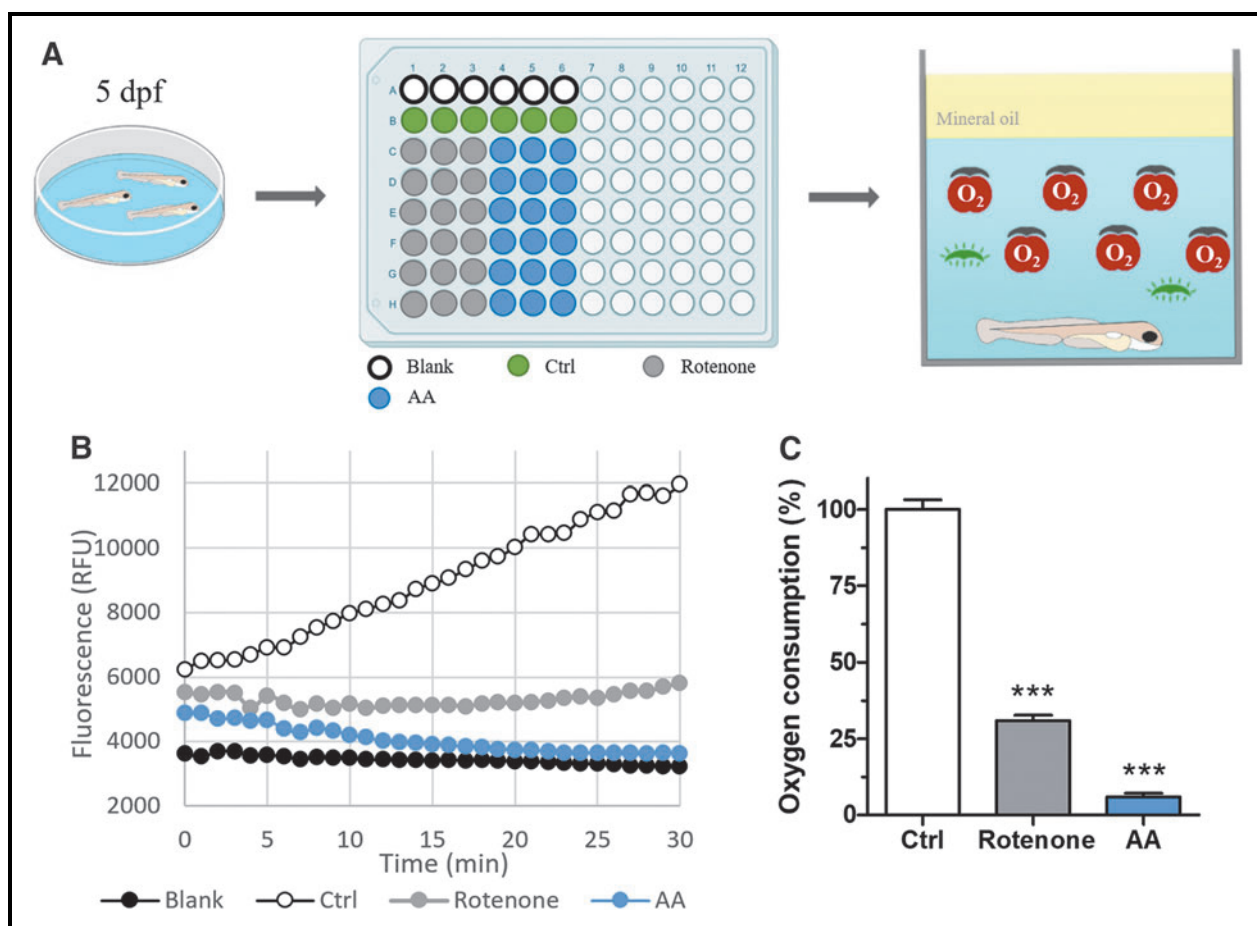 A
5 dpf
1 2 3 4 5 6 7 8 9 10 11 12
A
B
C
D
E
F
G
H
Blank Ctrl Rotenone
AA
Mineral oil
O2 O2 O2
O2 O2 O2
B
Fluorescence (RFU)
12000
10000
8000
6000
4000
2000
0 5 10 15 20 25 30
Time (min)
Blank Ctrl Rotenone AA
C
Oxygen consumption (%)
100
75
50
25
0
***
***
Ctrl Rotenone AA